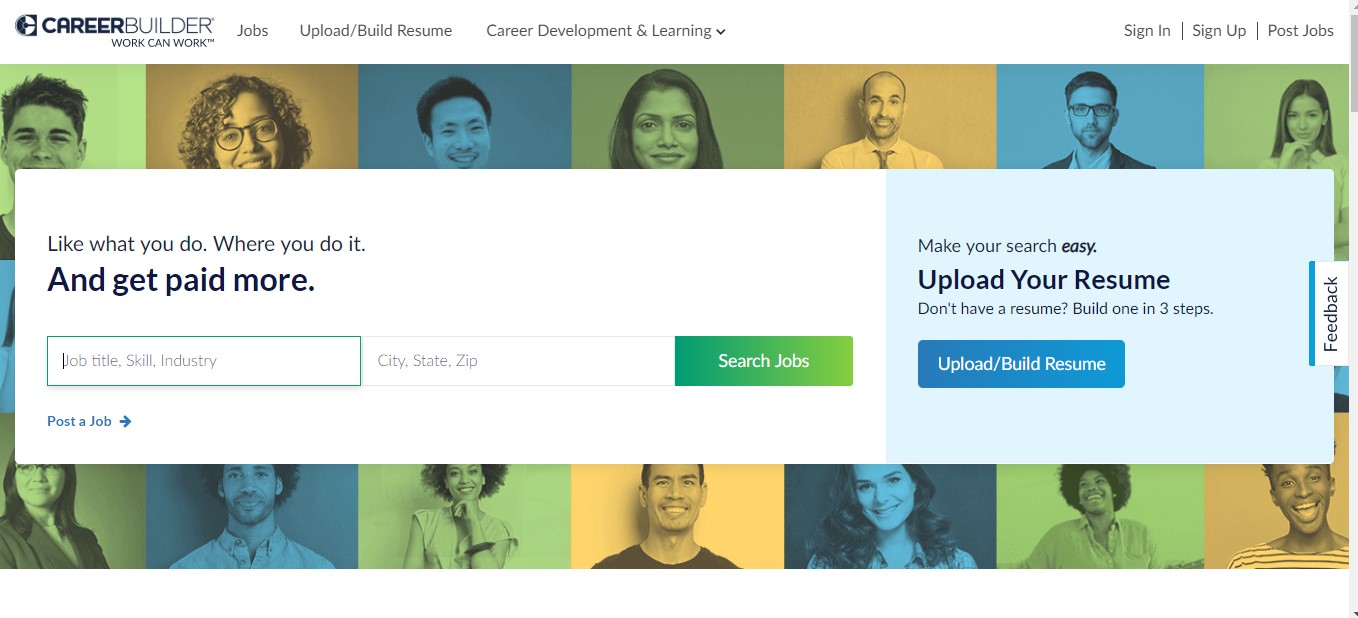 CAREERBUILDER
WORK CAN WORK™
Jobs
Upload/Build Resume
Career Development & Learning
Sign In
Sign Up
Post Jobs
Like what you do. Where you do it.
And get paid more.
Job title, Skill, Industry
City, State, Zip
Search Jobs
Post a Job
Make your search easy.
Upload Your Resume
Don't have a resume? Build one in 3 steps.
Upload/Build Resume
Feedback